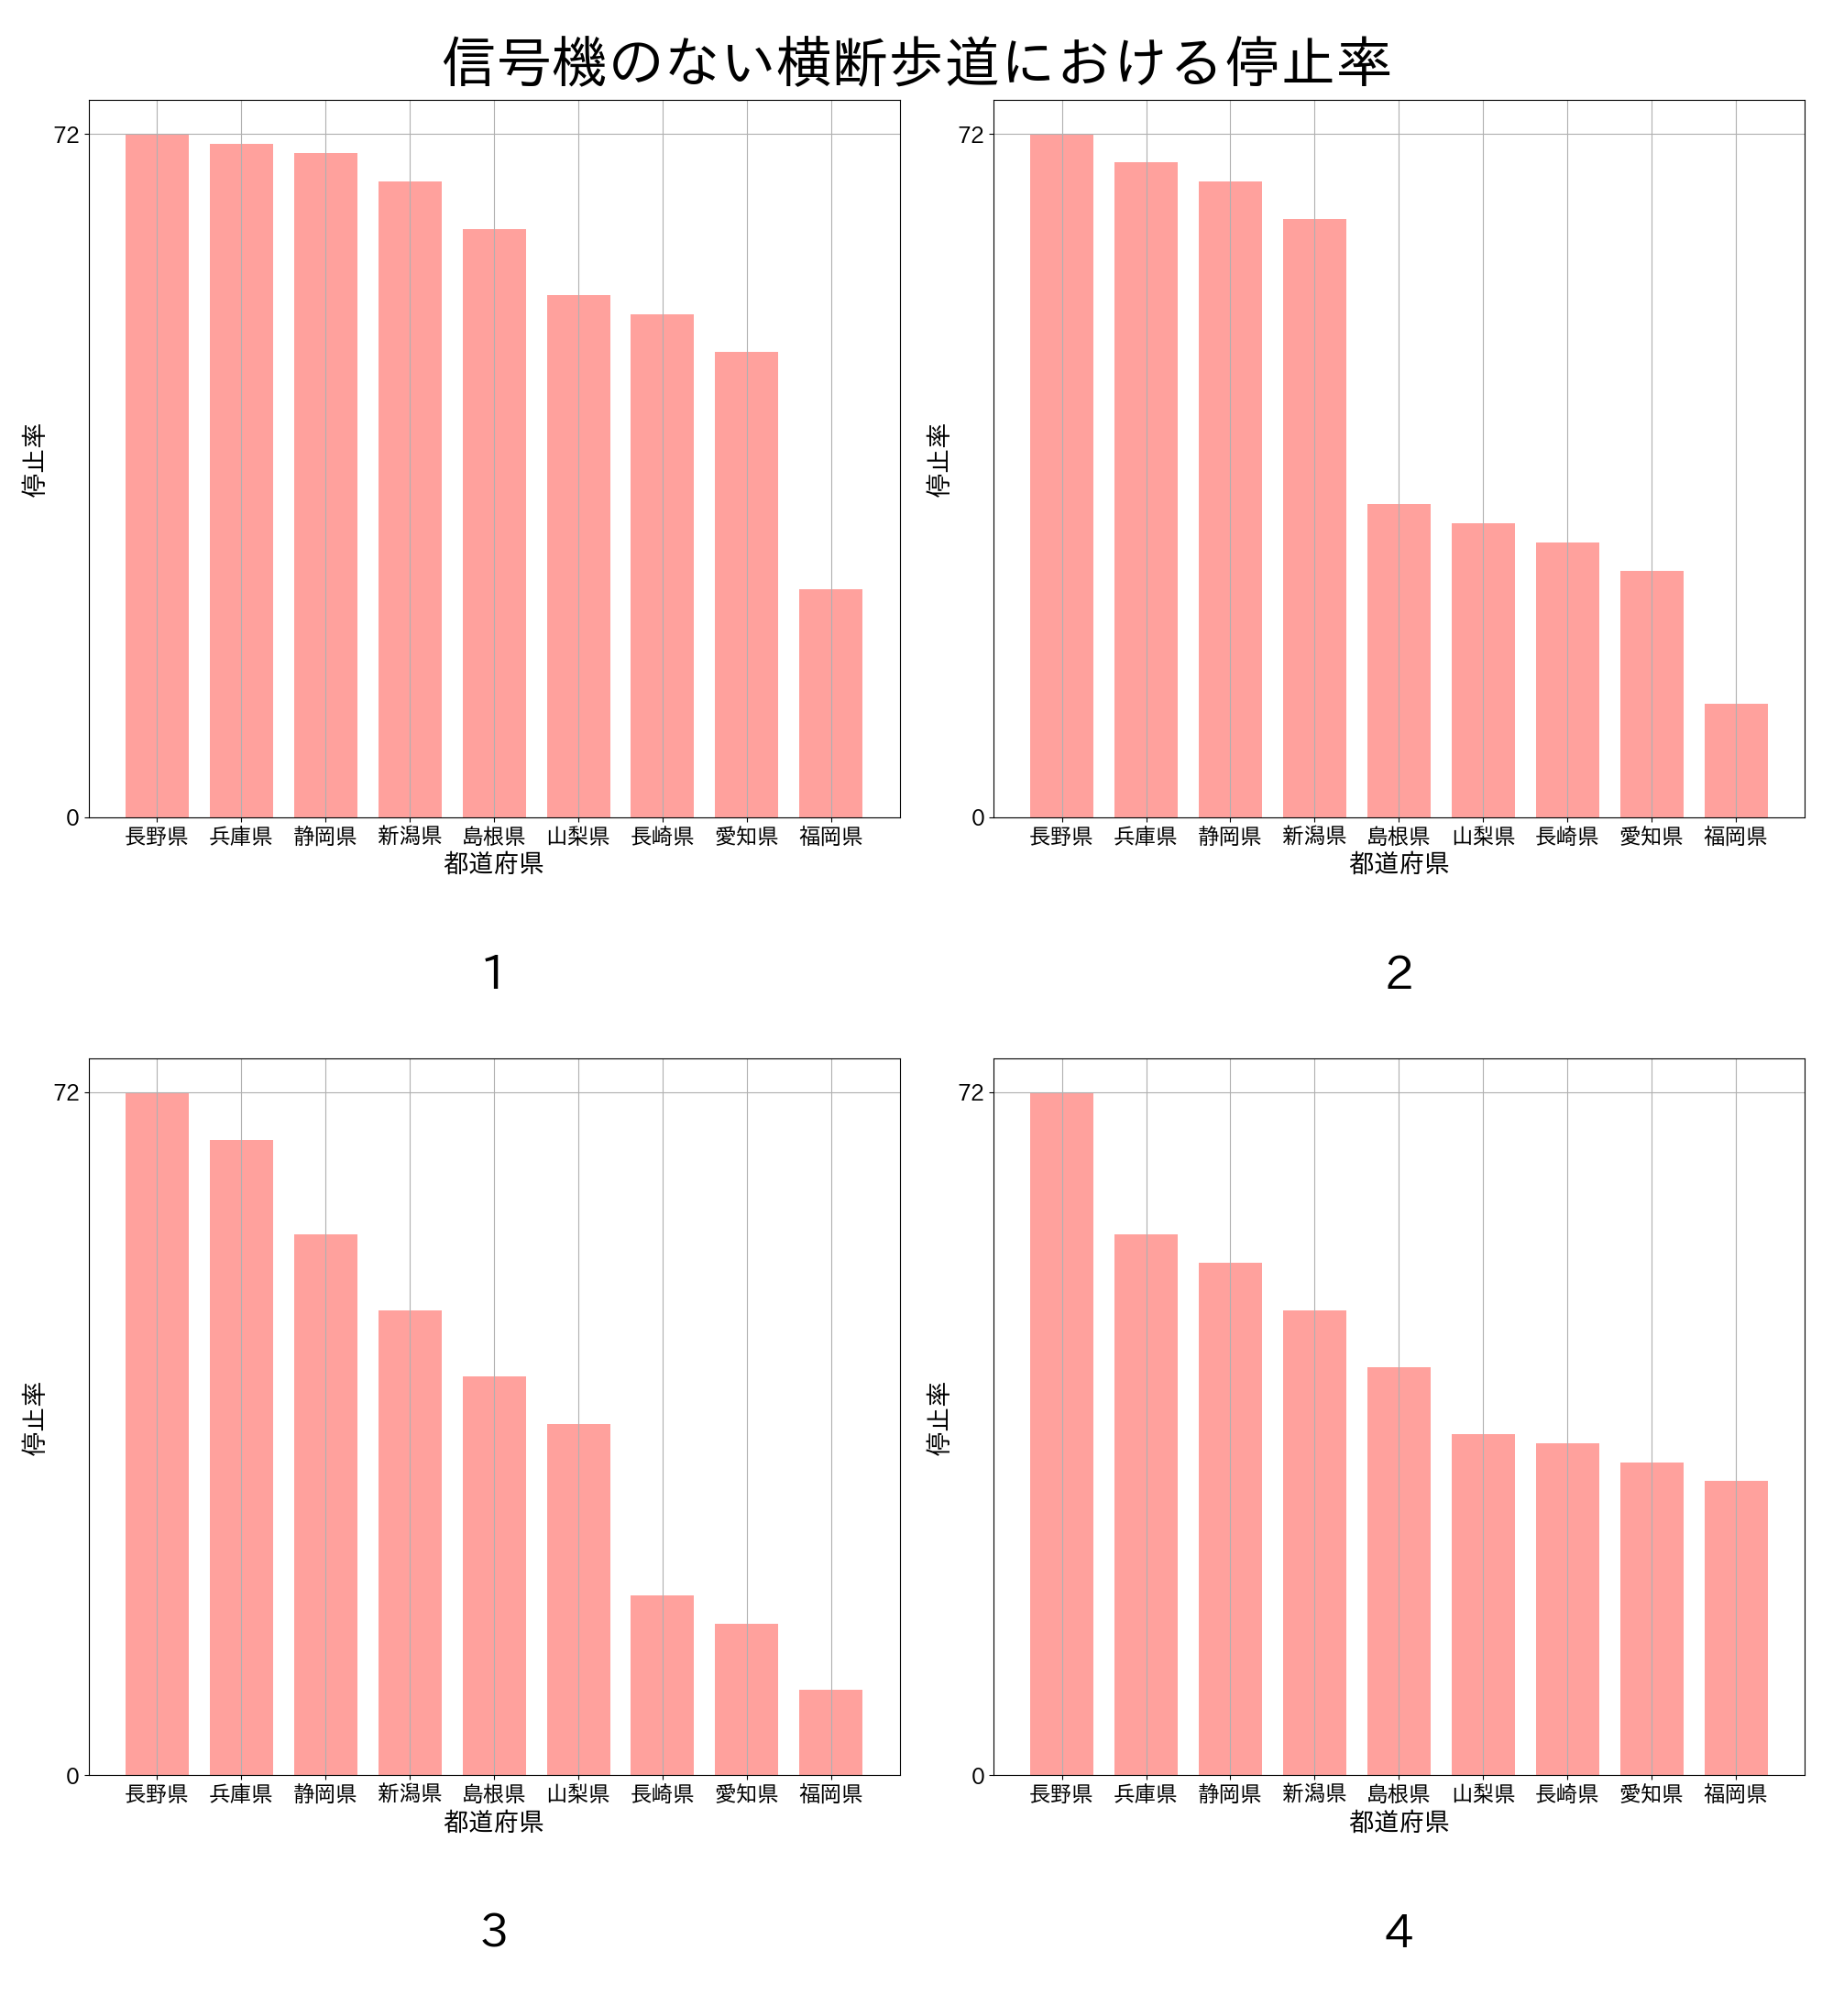 信号機のない横断歩道における停止率
72
停止率
0
長野県 兵庫県 静岡県 新潟県 島根県 山梨県 長崎県 愛知県 福岡県
都道府県
1
72
停止率
0
長野県 兵庫県 静岡県 新潟県 島根県 山梨県 長崎県 愛知県 福岡県
都道府県
2
72
停止率
0
長野県 兵庫県 静岡県 新潟県 島根県 山梨県 長崎県 愛知県 福岡県
都道府県
3
72
停止率
0
長野県 兵庫県 静岡県 新潟県 島根県 山梨県 長崎県 愛知県 福岡県
都道府県
4